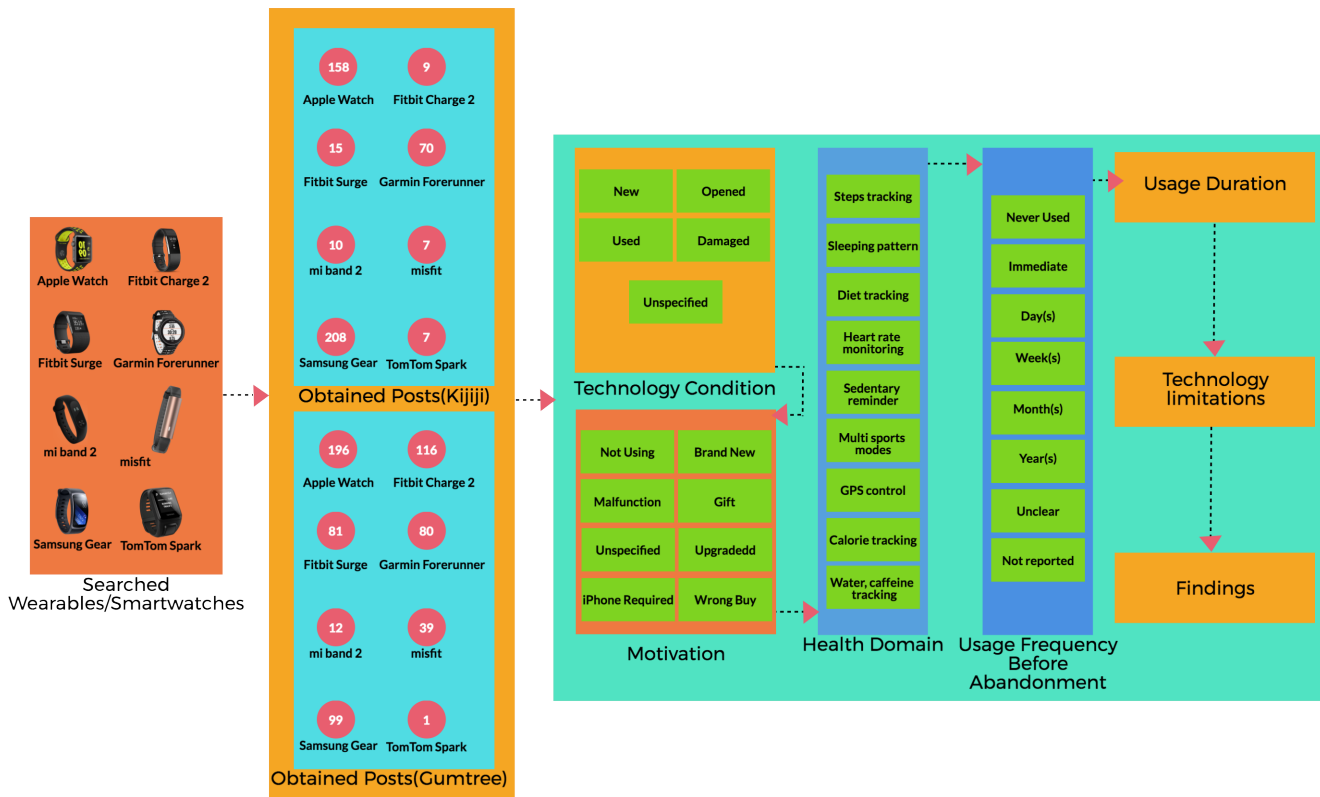 Apple Watch
Fitbit Charge 2
Fitbit Surge
Garmin Forerunner
mi band 2
misfit
Samsung Gear
TomTom Spark
Searched
Wearables/Smartwatches
158
9
Apple Watch
Fitbit Charge 2
15
70
Fitbit Surge
Garmin Forerunner
10
7
mi band 2
misfit
208
7
Samsung Gear
TomTom Spark
Obtained Posts(Kijiji)
196
116
Apple Watch
Fitbit Charge 2
81
80
Fitbit Surge
Garmin Forerunner
12
39
mi band 2
misfit
99
1
Samsung Gear
TomTom Spark
Obtained Posts(Gumtree)
New
Opened
Used
Damaged
Unspecified
Technology Condition
Not Using
Brand New
Malfunction
Gift
Unspecified
Upgradedd
iPhone Required
Wrong Buy
Motivation
Steps tracking
Sleeping pattern
Diet tracking
Heart rate
monitoring
Sedentary
reminder
Multi sports
modes
GPS control
Calorie tracking
Water, caffeine
tracking
Health Domain
Never Used
Immediate
Day(s)
Week(s)
Month(s)
Year(s)
Unclear
Not reported
Usage Frequency
Before
Abandonment
Usage Duration
Technology
limitations
Findings